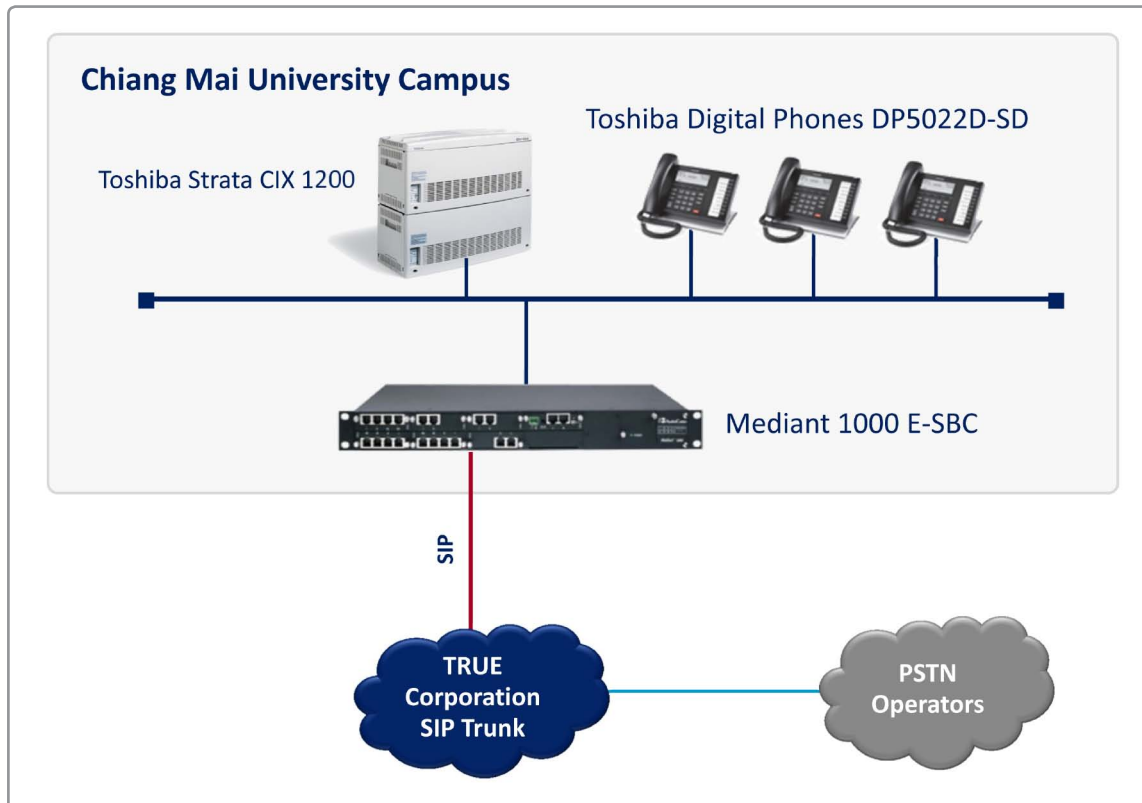 Chiang Mai University Campus
Toshiba Digital Phones DP5022D-SD
Toshiba Strata CIX 1200
Mediant 1000 E-SBC
SIP
TRUE
Corporation
SIP Trunk
PSTN
Operators